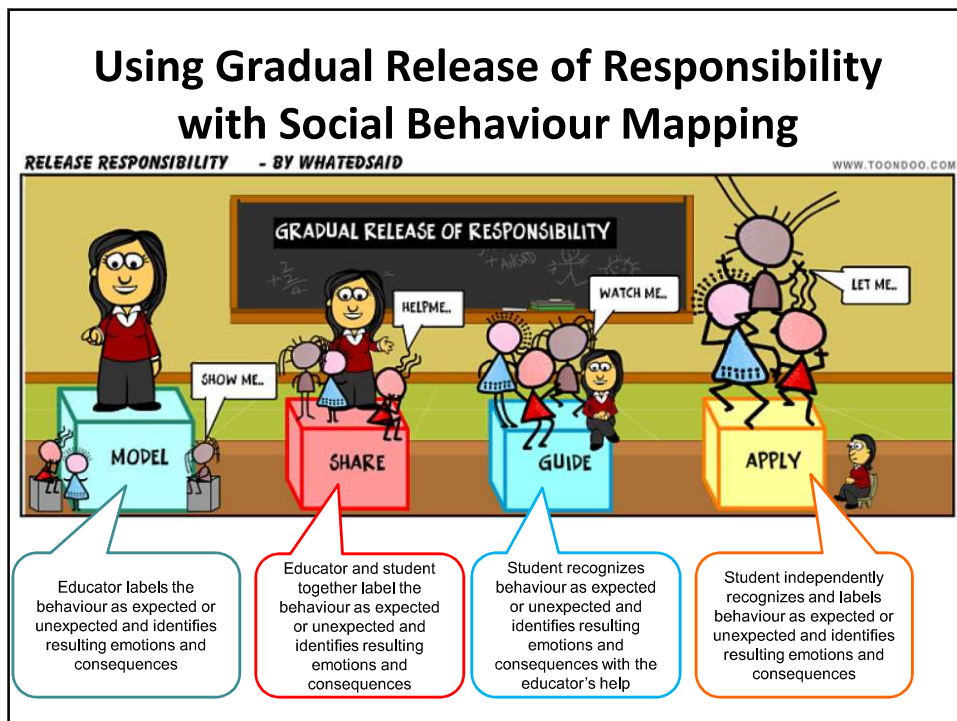 Using Gradual Release of Responsibility
with Social Behaviour Mapping
RELEASE RESPONSIBILITY - BY WHATEDSAID
WWW.TOONDOO.COM
GRADUAL RELEASE OF RESPONSIBILITY
+ ANGAD
SHOW ME..
HELPME..
WATCH ME..
LET ME..
MODEL
SHARE
GUIDE
APPLY
Educator labels the
behaviour as expected or
unexpected and identifies
resulting emotions and
consequences
Educator and student
together label the
behaviour as expected
or unexpected and
identifies resulting
emotions and
consequences
Student recognizes
behaviour as expected
or unexpected and
identifies resulting
emotions and
consequences with the
educator's help
Student independently
recognizes and labels
behaviour as expected or
unexpected and identifies
resulting emotions and
consequences